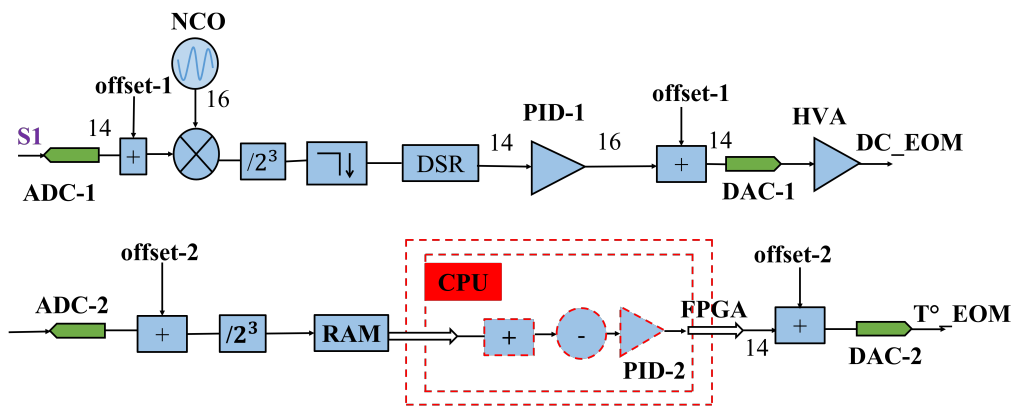 NCO
offset-1
16
offset-1
PID-1
HVA
S1
14
+
14
16
+
14
DC_EOM
/2³
DSR
ADC-1
DAC-1
offset-2
offset-2
CPU
ADC-2
FPGA
T°_EOM
+
/2³
RAM
+
-
+
14
PID-2
DAC-2